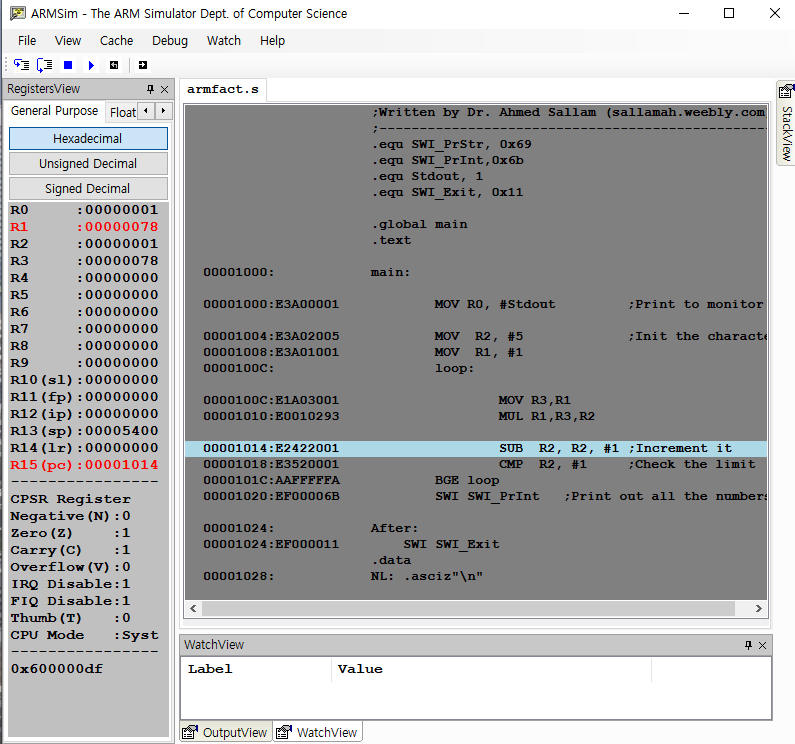 ARMSim - The ARM Simulator Dept. of Computer Science
File View Cache Debug Watch Help
RegistersView
General Purpose Float
Hexadecimal
Unsigned Decimal
Signed Decimal
R0 :00000001
R1 :00000078
R2 :00000001
R3 :00000078
R4 :00000000
R5 :00000000
R6 :00000000
R7 :00000000
R8 :00000000
R9 :00000000
R10(sl):00000000
R11(fp):00000000
R12(ip):00000000
R13(sp):00005400
R14(lr):00000000
R15(pc):00001014
-----------------
CPSR Register
Negative(N):0
Zero(Z) :1
Carry(C) :1
Overflow(V):0
IRQ Disable:1
FIQ Disable:1
Thumb(T) :0
CPU Mode :Syst
-----------------
0x600000df
armfact.s
;Written by Dr. Ahmed Sallam (sallamah.weebly.com
;-------------------------------------------------
.equ SWI_PrStr, 0x69
.equ SWI_PrInt,0x6b
.equ Stdout, 1
.equ SWI_Exit, 0x11
.global main
.text
00001000: main:
00001000:E3A00001 MOV R0, #Stdout ;Print to monitor
00001004:E3A02005 MOV R2, #5 ;Init the characte
00001008:E3A01001 MOV R1, #1
0000100C: loop:
0000100C:E1A03001 MOV R3,R1
00001010:E0010293 MUL R1,R3,R2
00001014:E2422001 SUB R2, R2, #1 ;Increment it
00001018:E3520001 CMP R2, #1 ;Check the limit
0000101C:AAFFFFFA BGE loop
00001020:EF00006B SWI SWI_PrInt ;Print out all the numbers
00001024: After:
00001024:EF000011 SWI SWI_Exit
.data
00001028: NL: .asciz"\n"
StackView
WatchView
Label Value
OutputView WatchView